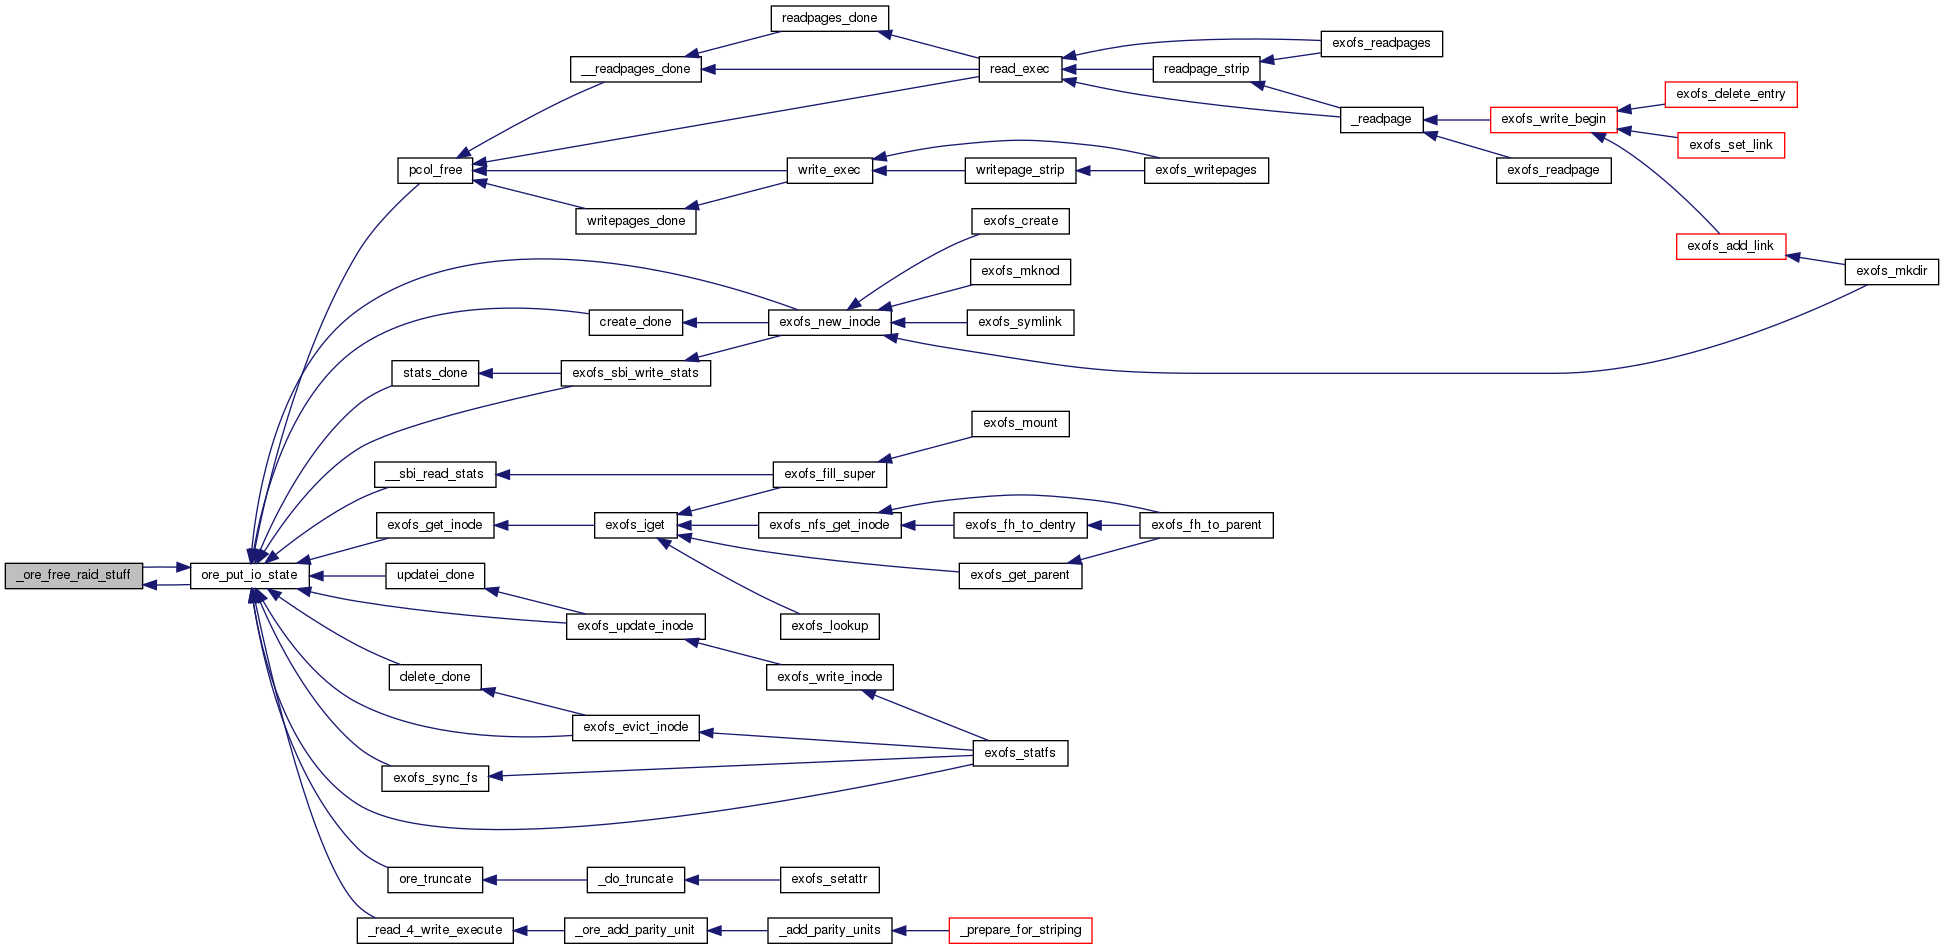 readpages_done
exofs_readpages
__readpages_done
read_exec
readpage_strip
exofs_delete_entry
_readpage
exofs_write_begin
exofs_set_link
pcol_free
write_exec
writepage_strip
exofs_writepages
exofs_readpage
writepages_done
exofs_create
exofs_add_link
exofs_mknod
exofs_mkdir
create_done
exofs_new_inode
exofs_symlink
stats_done
exofs_sbi_write_stats
exofs_mount
__sbi_read_stats
exofs_fill_super
exofs_get_inode
exofs_iget
exofs_nfs_get_inode
exofs_fh_to_dentry
exofs_fh_to_parent
_ore_free_raid_stuff
ore_put_io_state
updatei_done
exofs_get_parent
exofs_update_inode
exofs_lookup
delete_done
exofs_write_inode
exofs_evict_inode
exofs_statfs
exofs_sync_fs
ore_truncate
_do_truncate
exofs_setattr
_read_4_write_execute
_ore_add_parity_unit
_add_parity_units
_prepare_for_striping